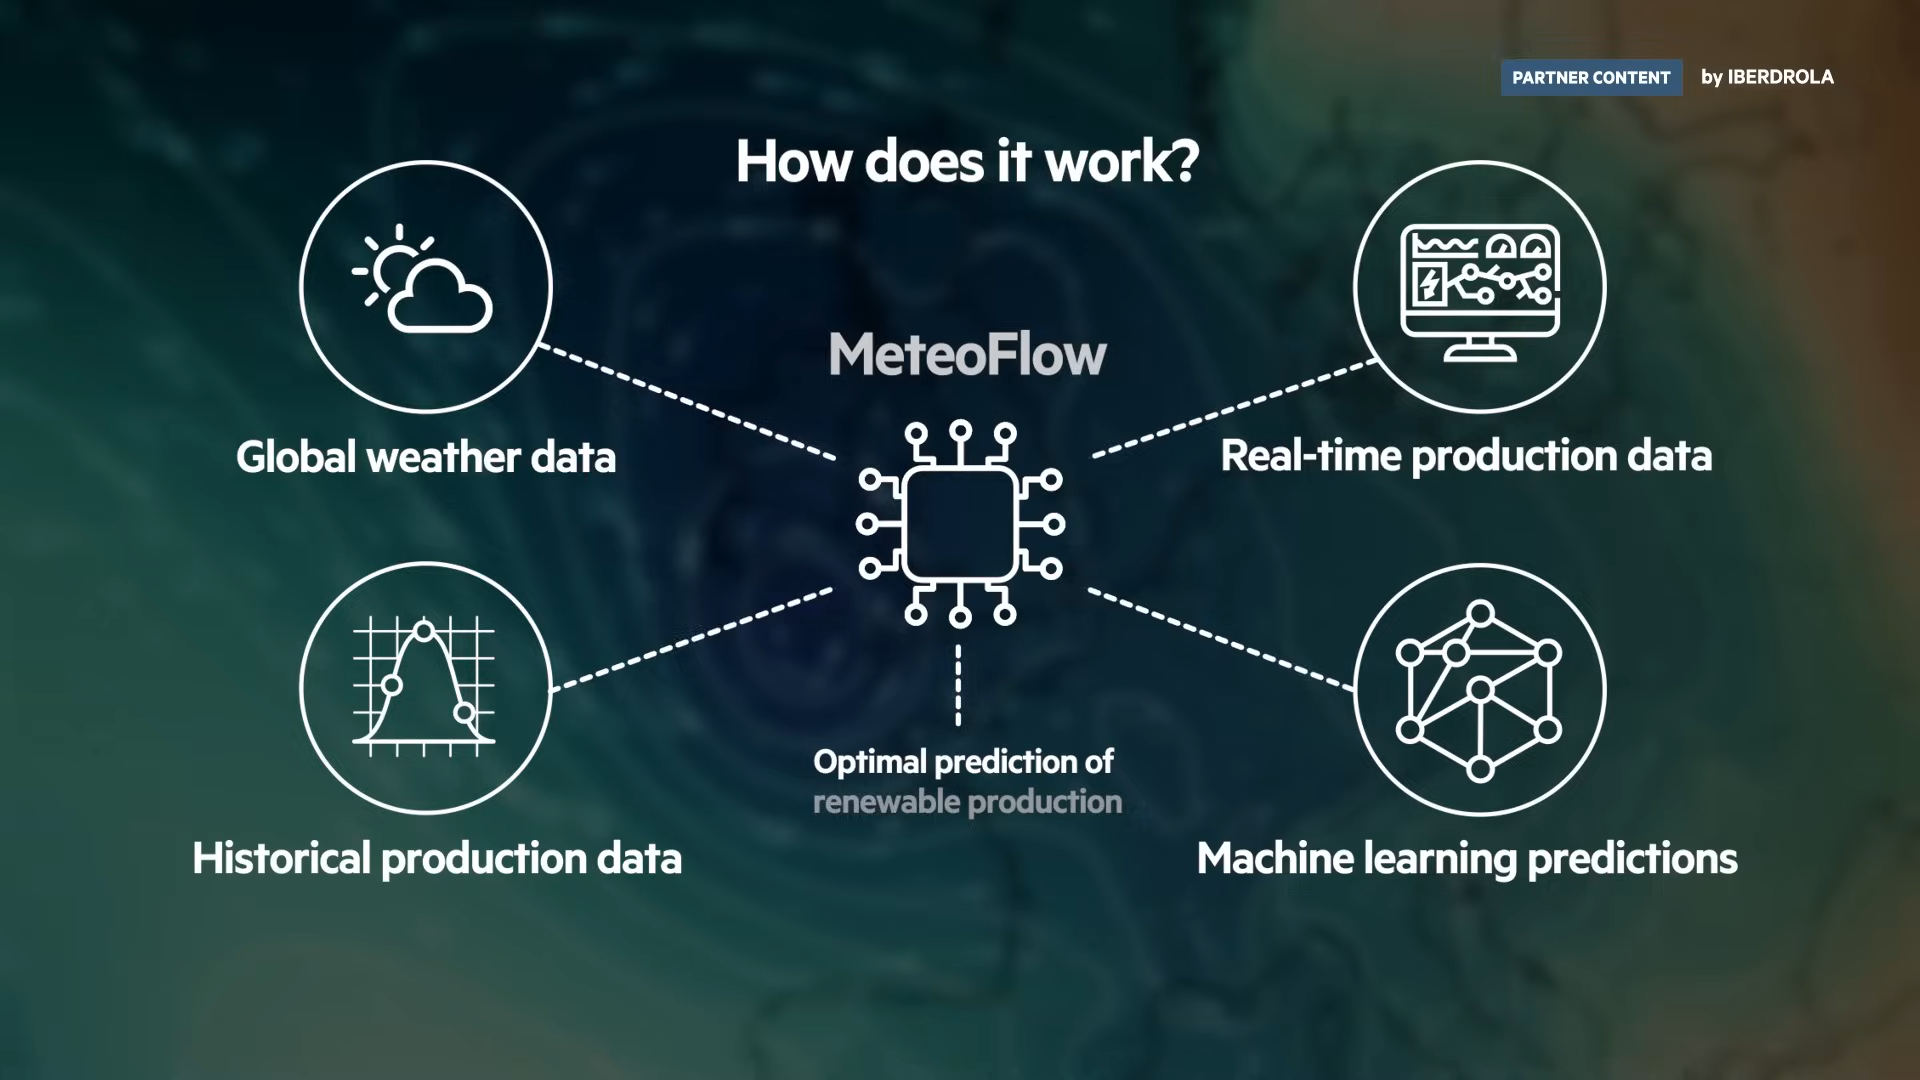 PARTNER CONTENT by IBERDROLA
How does it work?
MeteoFlow
Global weather data
Real-time production data
Optimal prediction of
renewable production
Historical production data
Machine learning predictions